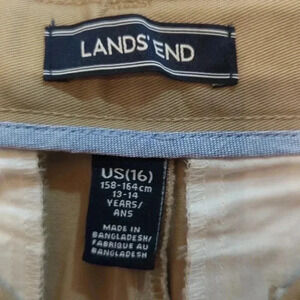 LANDS' END
US(16)
158-164cm
13-14
YEARS/
ANS
MADE IN
BANGLADESH/
FABRIQUÉ AU
BANGLADESH